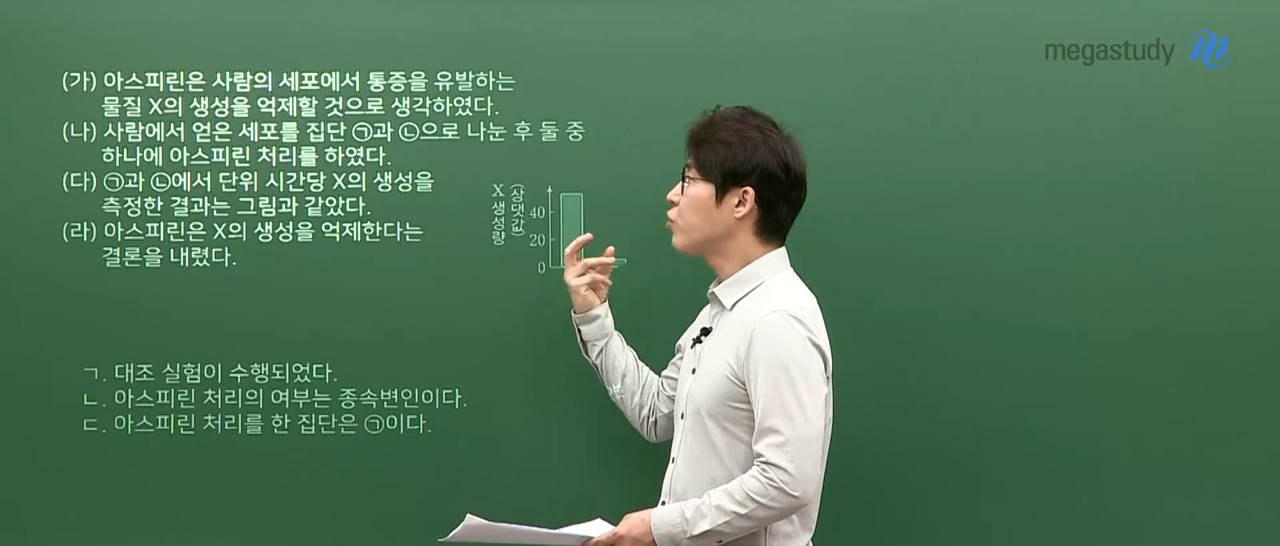 megastudy
(가) 아스피린은 사람의 세포에서 통증을 유발하는
물질 X의 생성을 억제할 것으로 생각하였다.
(나) 사람에서 얻은 세포를 집단 ㉠과 ㉡으로 나눈 후 둘 중
하나에 아스피린 처리를 하였다.
(다) ㉠과 ㉡에서 단위 시간당 X의 생성을
측정한 결과는 그림과 같았다.
(라) 아스피린은 X의 생성을 억제한다는
결론을 내렸다.
X 생성량
(상댓값)
40
20
0
ㄱ. 대조 실험이 수행되었다.
ㄴ. 아스피린 처리의 여부는 종속변인이다.
ㄷ. 아스피린 처리를 한 집단은 ㉠이다.